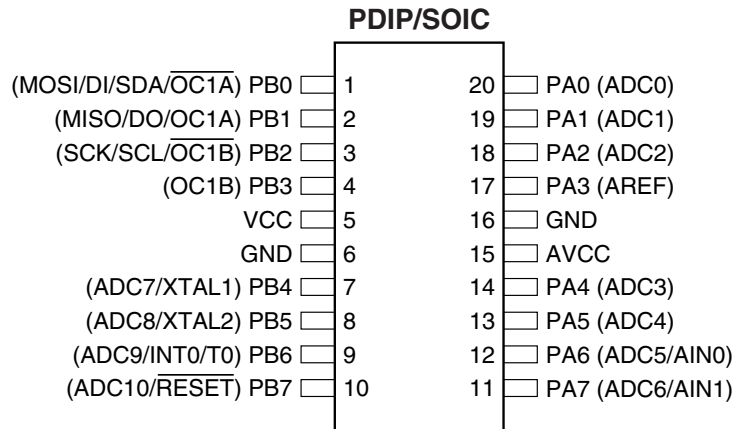 PDIP/SOIC
(MOSI/DI/SDA/O̅C̅1̅A̅) PB0 1 20 PA0 (ADC0)
(MISO/DO/OC1A) PB1 2 19 PA1 (ADC1)
(SCK/SCL/O̅C̅1̅B̅) PB2 3 18 PA2 (ADC2)
(OC1B) PB3 4 17 PA3 (AREF)
VCC 5 16 GND
GND 6 15 AVCC
(ADC7/XTAL1) PB4 7 14 PA4 (ADC3)
(ADC8/XTAL2) PB5 8 13 PA5 (ADC4)
(ADC9/INT0/T0) PB6 9 12 PA6 (ADC5/AIN0)
(ADC10/R̅E̅S̅E̅T̅) PB7 10 11 PA7 (ADC6/AIN1)